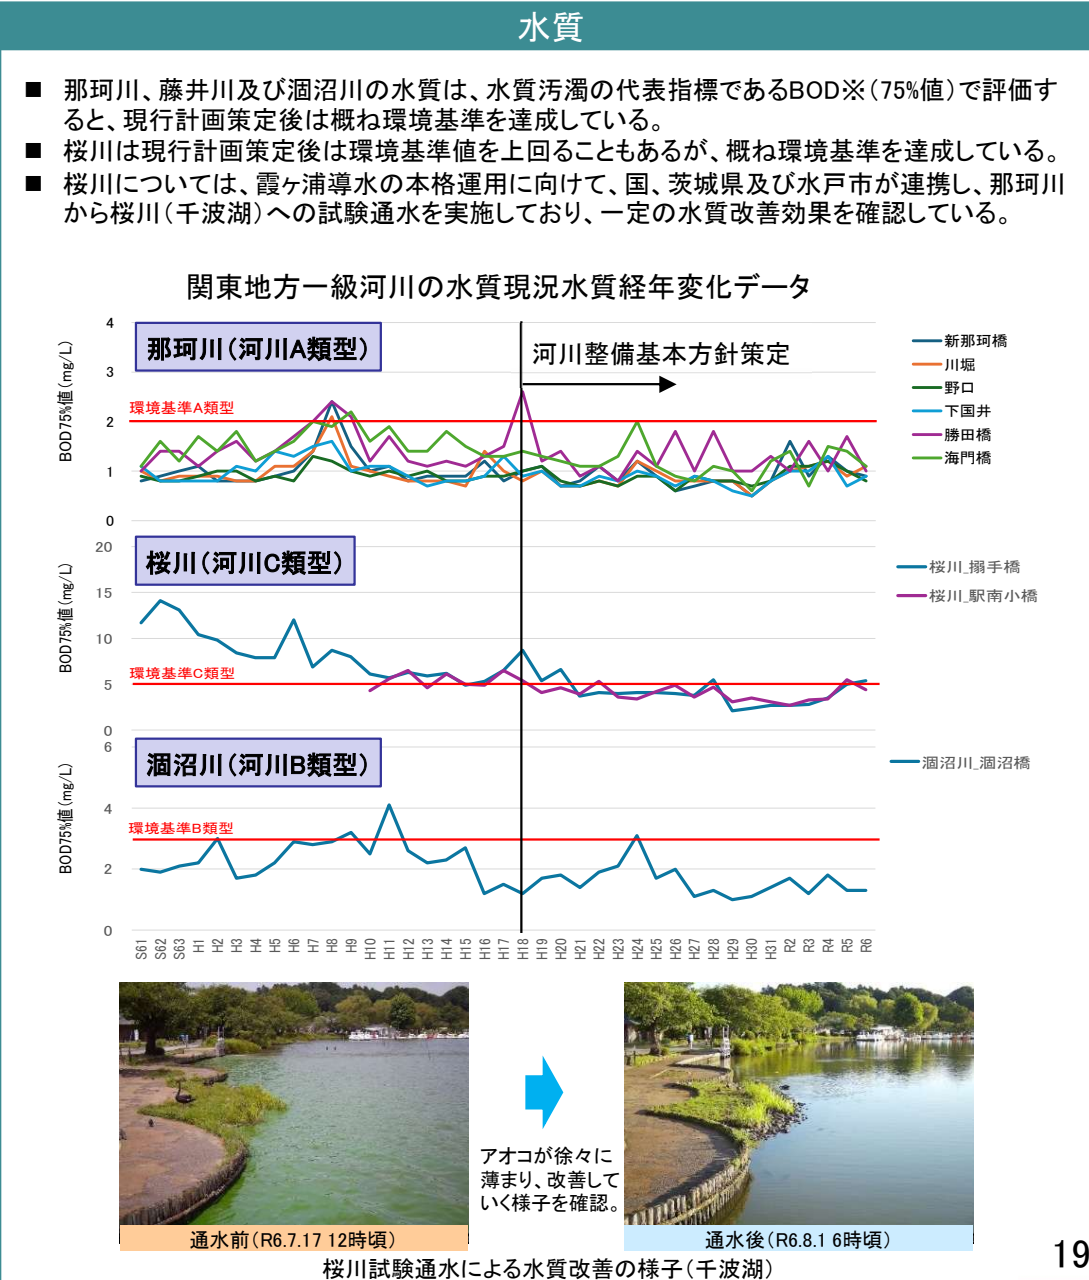 水質
■ 那珂川、藤井川及び涸沼川の水質は、水質汚濁の代表指標であるBOD※(75%値)で評価す
ると、現行計画策定後は概ね環境基準を達成している。
■ 桜川は現行計画策定後は環境基準値を上回ることもあるが、概ね環境基準を達成している。
■ 桜川については、霞ヶ浦導水の本格運用に向けて、国、茨城県及び水戸市が連携し、那珂川
から桜川(千波湖)への試験通水を実施しており、一定の水質改善効果を確認している。
関東地方一級河川の水質現況水質経年変化データ
BOD75%値(mg/L)
4
3
2
1
0
那珂川(河川A類型)
河川整備基本方針策定
環境基準A類型
新那珂橋
川堀
野口
下国井
勝田橋
海門橋
BOD75%値(mg/L)
20
15
10
5
0
桜川(河川C類型)
環境基準C類型
桜川_搦手橋
桜川_駅南小橋
BOD75%値(mg/L)
6
4
2
0
涸沼川(河川B類型)
環境基準B類型
涸沼川_涸沼橋
S61 S62 S63 H1 H2 H3 H4 H5 H6 H7 H8 H9 H10 H11 H12 H13 H14 H15 H16 H17 H18 H19 H20 H21 H22 H23 H24 H25 H26 H27 H28 H29 H30 H31 R2 R3 R4 R5 R6
アオコが徐々に
薄まり、改善して
いく様子を確認。
通水前(R6.7.17 12時頃)
通水後(R6.8.1 6時頃)
桜川試験通水による水質改善の様子(千波湖)
19